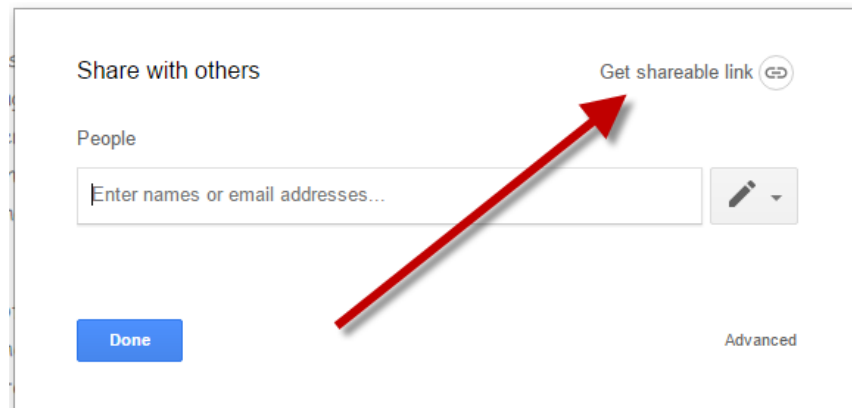 Share with others
Get shareable link
People
Enter names or email addresses...
Done
Advanced